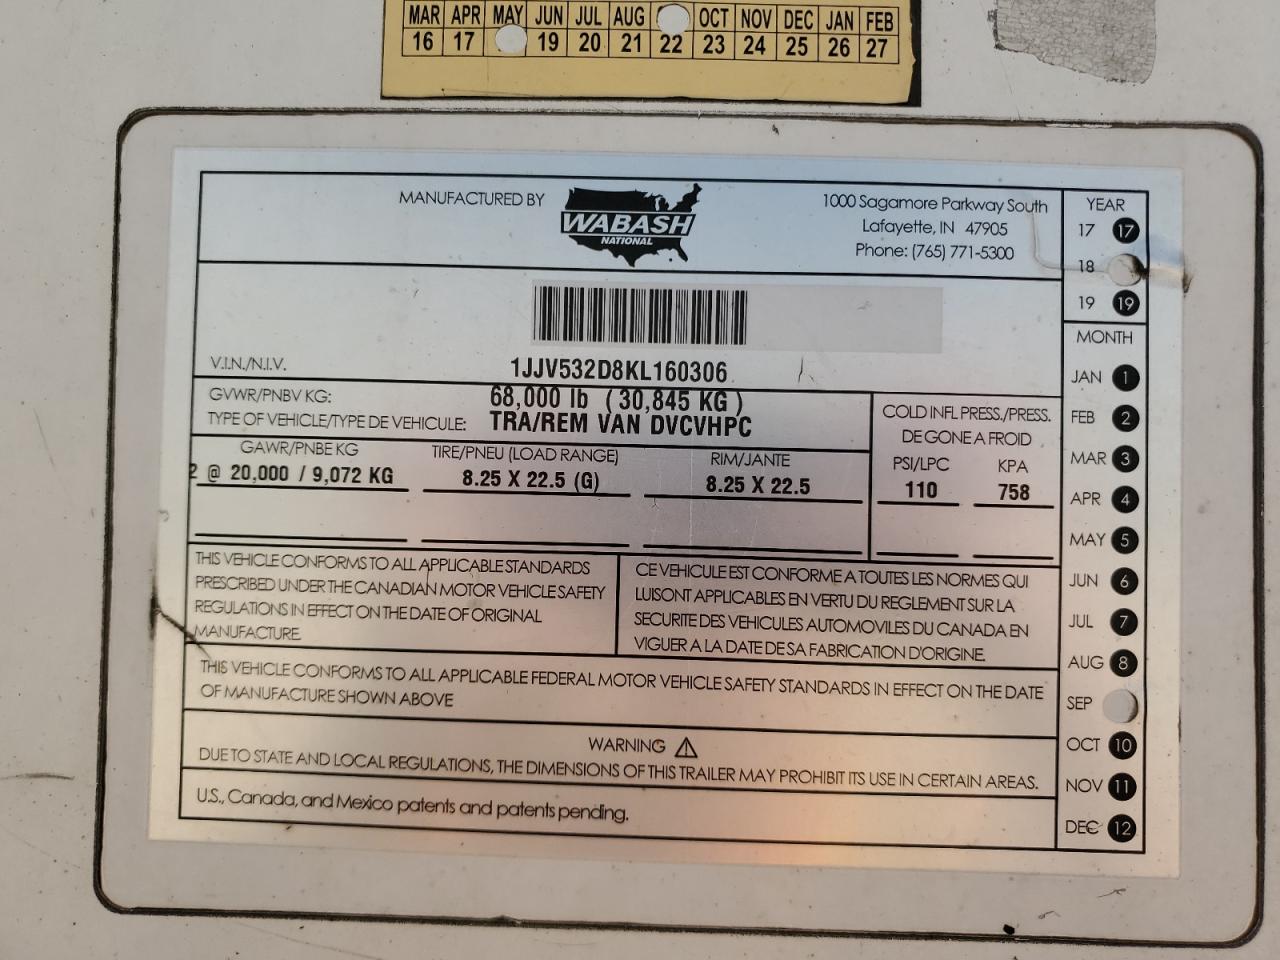 MAR APR MAY JUN JUL AUG OCT NOV DEC JAN FEB
16 17 19 20 21 22 23 24 25 26 27
MANUFACTURED BY
WABASH
NATIONAL
1000 Sagamore Parkway South
Lafayette, IN 47905
Phone: (765) 771-5300
V.I.N./N.I.V.
1JJV532D8KL160306
GVWR/PNBV KG:
68,000 lb ( 30,845 KG )
TYPE OF VEHICLE/TYPE DE VEHICULE:
TRA/REM VAN DVCVHPC
COLD INFL PRESS./PRESS.
DE GONE A FROID
GAWR/PNBE KG
TIRE/PNEU (LOAD RANGE)
RIM/JANTE
PSI/LPC
KPA
2 @ 20,000 / 9,072 KG
8.25 X 22.5 (G)
8.25 X 22.5
110
758
THIS VEHICLE CONFORMS TO ALL APPLICABLE STANDARDS
PRESCRIBED UNDER THE CANADIAN MOTOR VEHICLE SAFETY
REGULATIONS IN EFFECT ON THE DATE OF ORIGINAL
MANUFACTURE.
CE VEHICULE EST CONFORME A TOUTES LES NORMES QUI
LUI SONT APPLICABLES EN VERTU DU REGLEMENT SUR LA
SECURITE DES VEHICULES AUTOMOVILES DU CANADA EN
VIGUER A LA DATE DE SA FABRICATION D'ORIGINE.
THIS VEHICLE CONFORMS TO ALL APPLICABLE FEDERAL MOTOR VEHICLE SAFETY STANDARDS IN EFFECT ON THE DATE
OF MANUFACTURE SHOWN ABOVE
WARNING
DUE TO STATE AND LOCAL REGULATIONS, THE DIMENSIONS OF THIS TRAILER MAY PROHIBIT ITS USE IN CERTAIN AREAS.
U.S., Canada, and Mexico patents and patents pending.
YEAR
17 17
18
19 19
MONTH
JAN 1
FEB 2
MAR 3
APR 4
MAY 5
JUN 6
JUL 7
AUG 8
SEP
OCT 10
NOV 11
DEC 12